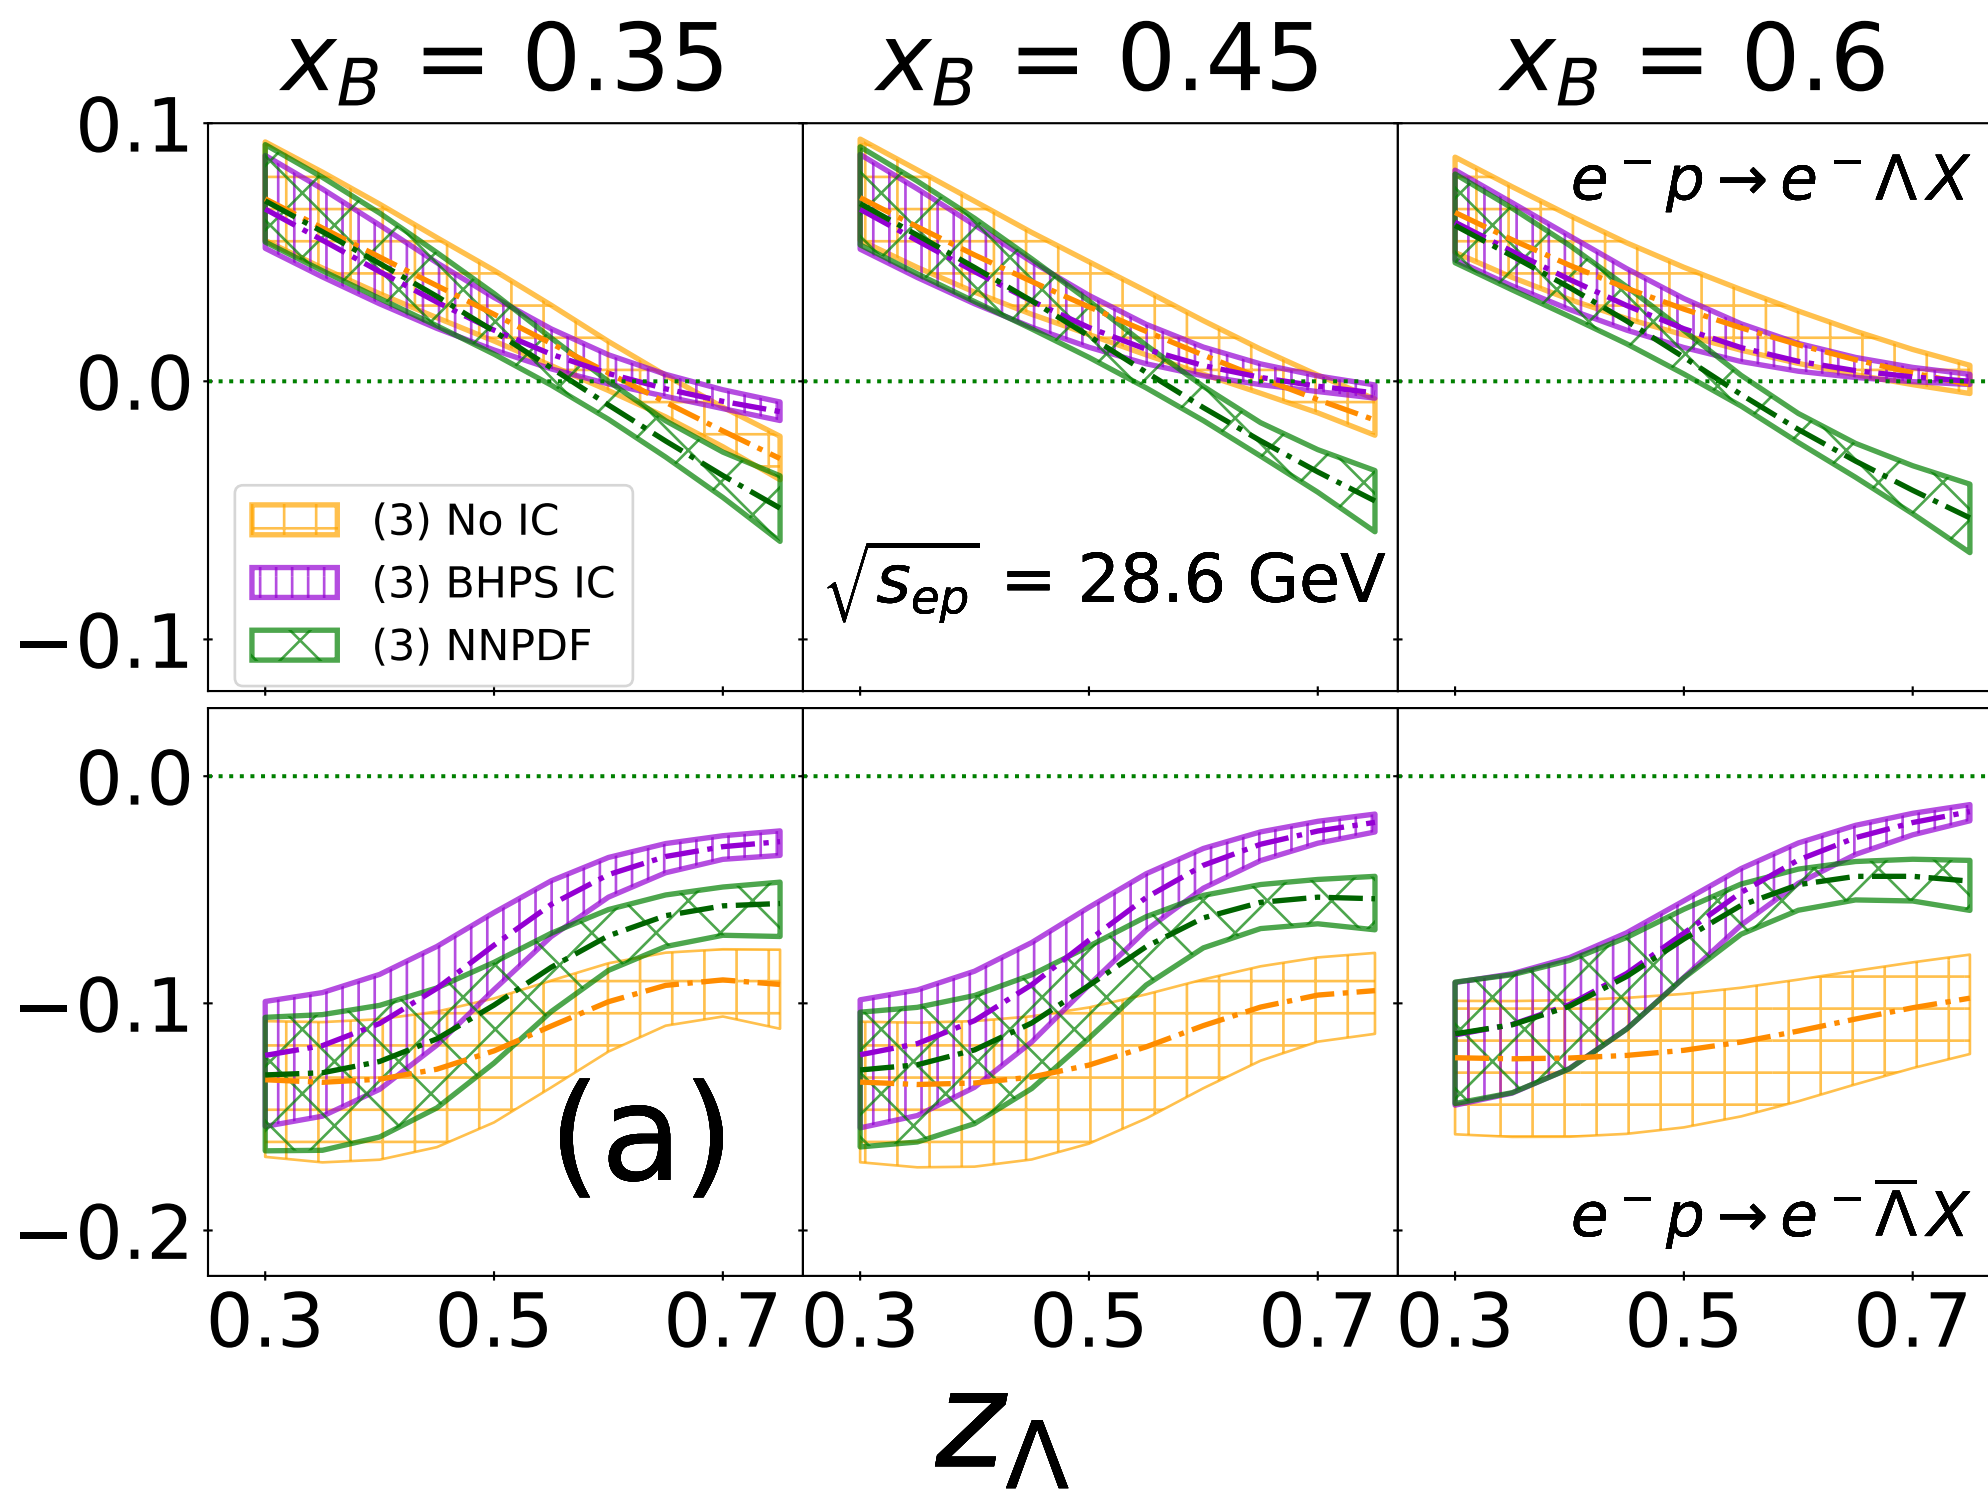 x_B = 0.35 x_B = 0.45 x_B = 0.6
0.1
0.0
−0.1
e⁻p→e⁻ΛX
√s_ep = 28.6 GeV
(3) No IC
(3) BHPS IC
(3) NNPDF
0.0
−0.1
−0.2
(a)
e⁻p→e⁻Λ̅X
0.3 0.5 0.7 0.3 0.5 0.7 0.3 0.5 0.7
z_Λ